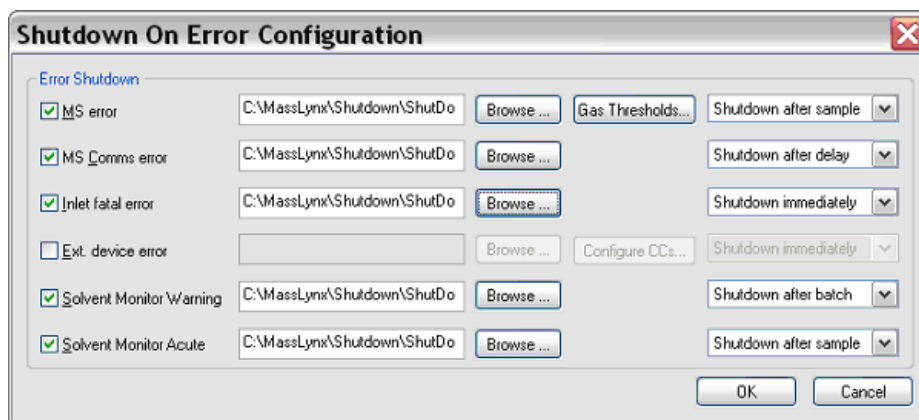 Shutdown On Error Configuration
Error Shutdown
MS error C:\MassLynx\Shutdown\ShutDo Browse ... Gas Thresholds... Shutdown after sample
MS Comms error C:\MassLynx\Shutdown\ShutDo Browse ... Shutdown after delay
Inlet fatal error C:\MassLynx\Shutdown\ShutDo Browse ... Shutdown immediately
Ext. device error Browse ... Configure CCs... Shutdown immediately
Solvent Monitor Warning C:\MassLynx\Shutdown\ShutDo Browse ... Shutdown after batch
Solvent Monitor Acute C:\MassLynx\Shutdown\ShutDo Browse ... Shutdown after sample
OK Cancel